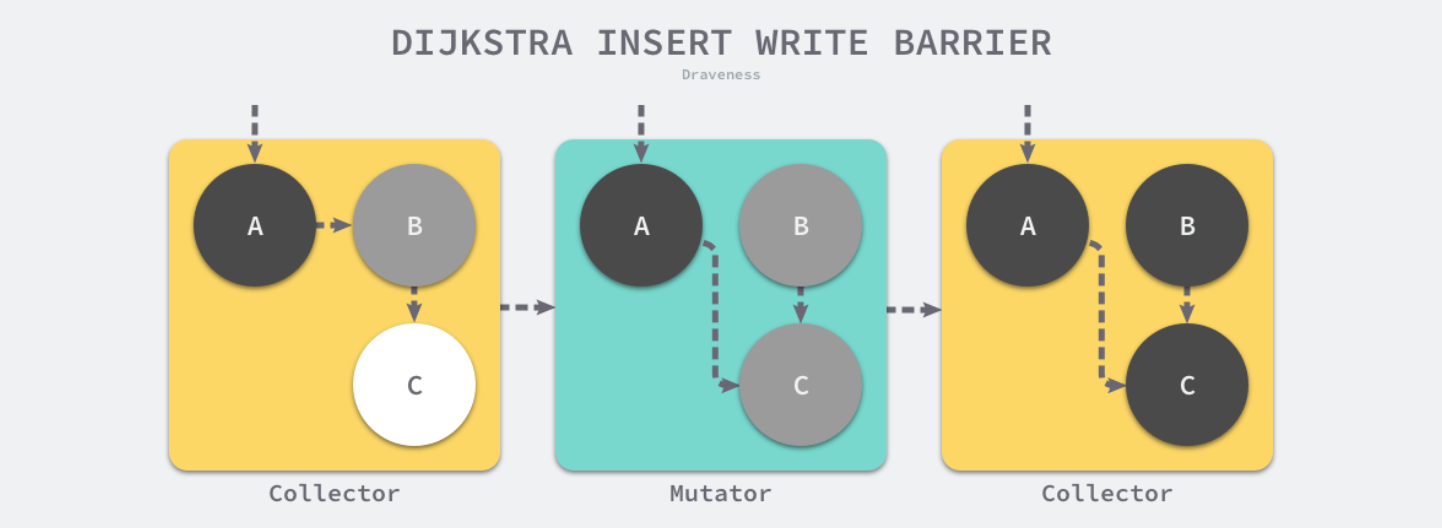 DIJKSTRA INSERT WRITE BARRIER
Draveness
A B A B A B
C C C
Collector Mutator Collector